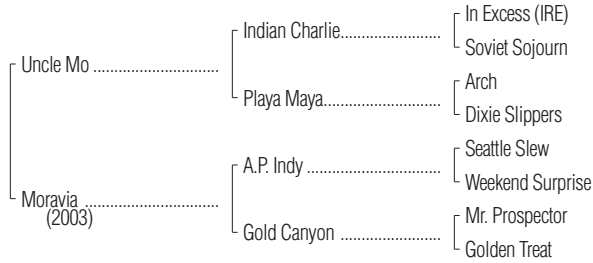 In Excess (IRE)
Indian Charlie....................
Soviet Sojourn
Uncle Mo .........................
Arch
Playa Maya.......................
Dixie Slippers
Seattle Slew
A.P. Indy ..........................
Weekend Surprise
Moravia...........................
(2003)
Mr. Prospector
Gold Canyon ....................
Golden Treat